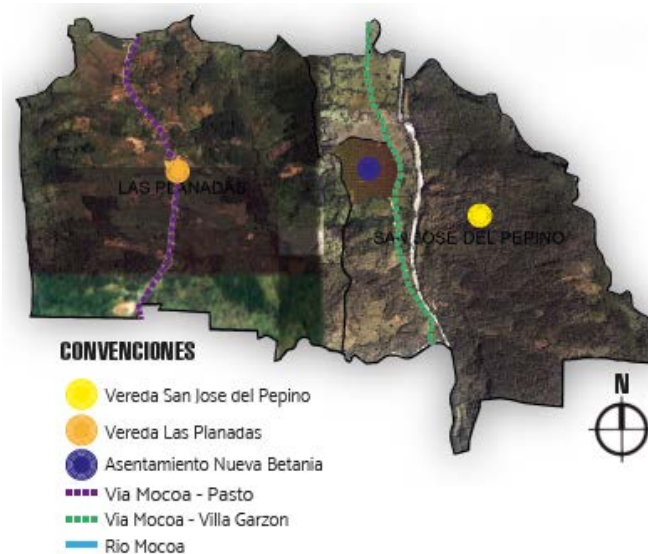 LAS PLANADAS
SAN JOSE DEL PEPINO
CONVENCIONES
Vereda San Jose del Pepino
Vereda Las Planadas
Asentamiento Nueva Betania
Via Mocoa - Pasto
Via Mocoa - Villa Garzon
Rio Mocoa
N